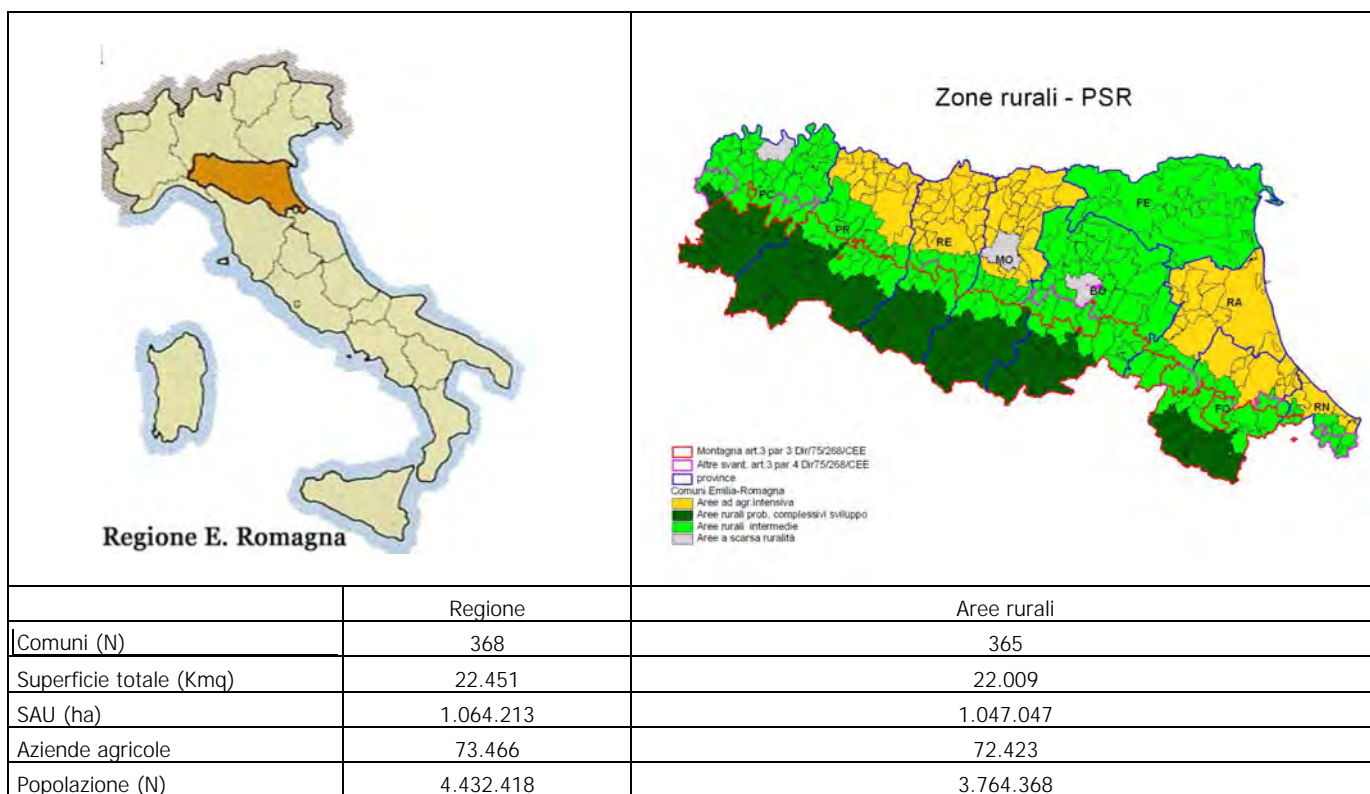 Regione E. Romagna
Zone rurali - PSR
PC
PR
RE
MO
FE
BO
RA
FO
RN
Montagna art.3 par 3 Dir/75/268/CEE
Altre svant. art.3 par 4 Dir75/268/CEE
province
Comuni Emilia-Romagna
Aree ad agr.intensiva
Aree rurali prob. complessivi sviluppo
Aree rurali intermedie
Aree a scarsa ruralità
Regione Aree rurali
Comuni (N) 368 365
Superficie totale (Kmq) 22.451 22.009
SAU (ha) 1.064.213 1.047.047
Aziende agricole 73.466 72.423
Popolazione (N) 4.432.418 3.764.368